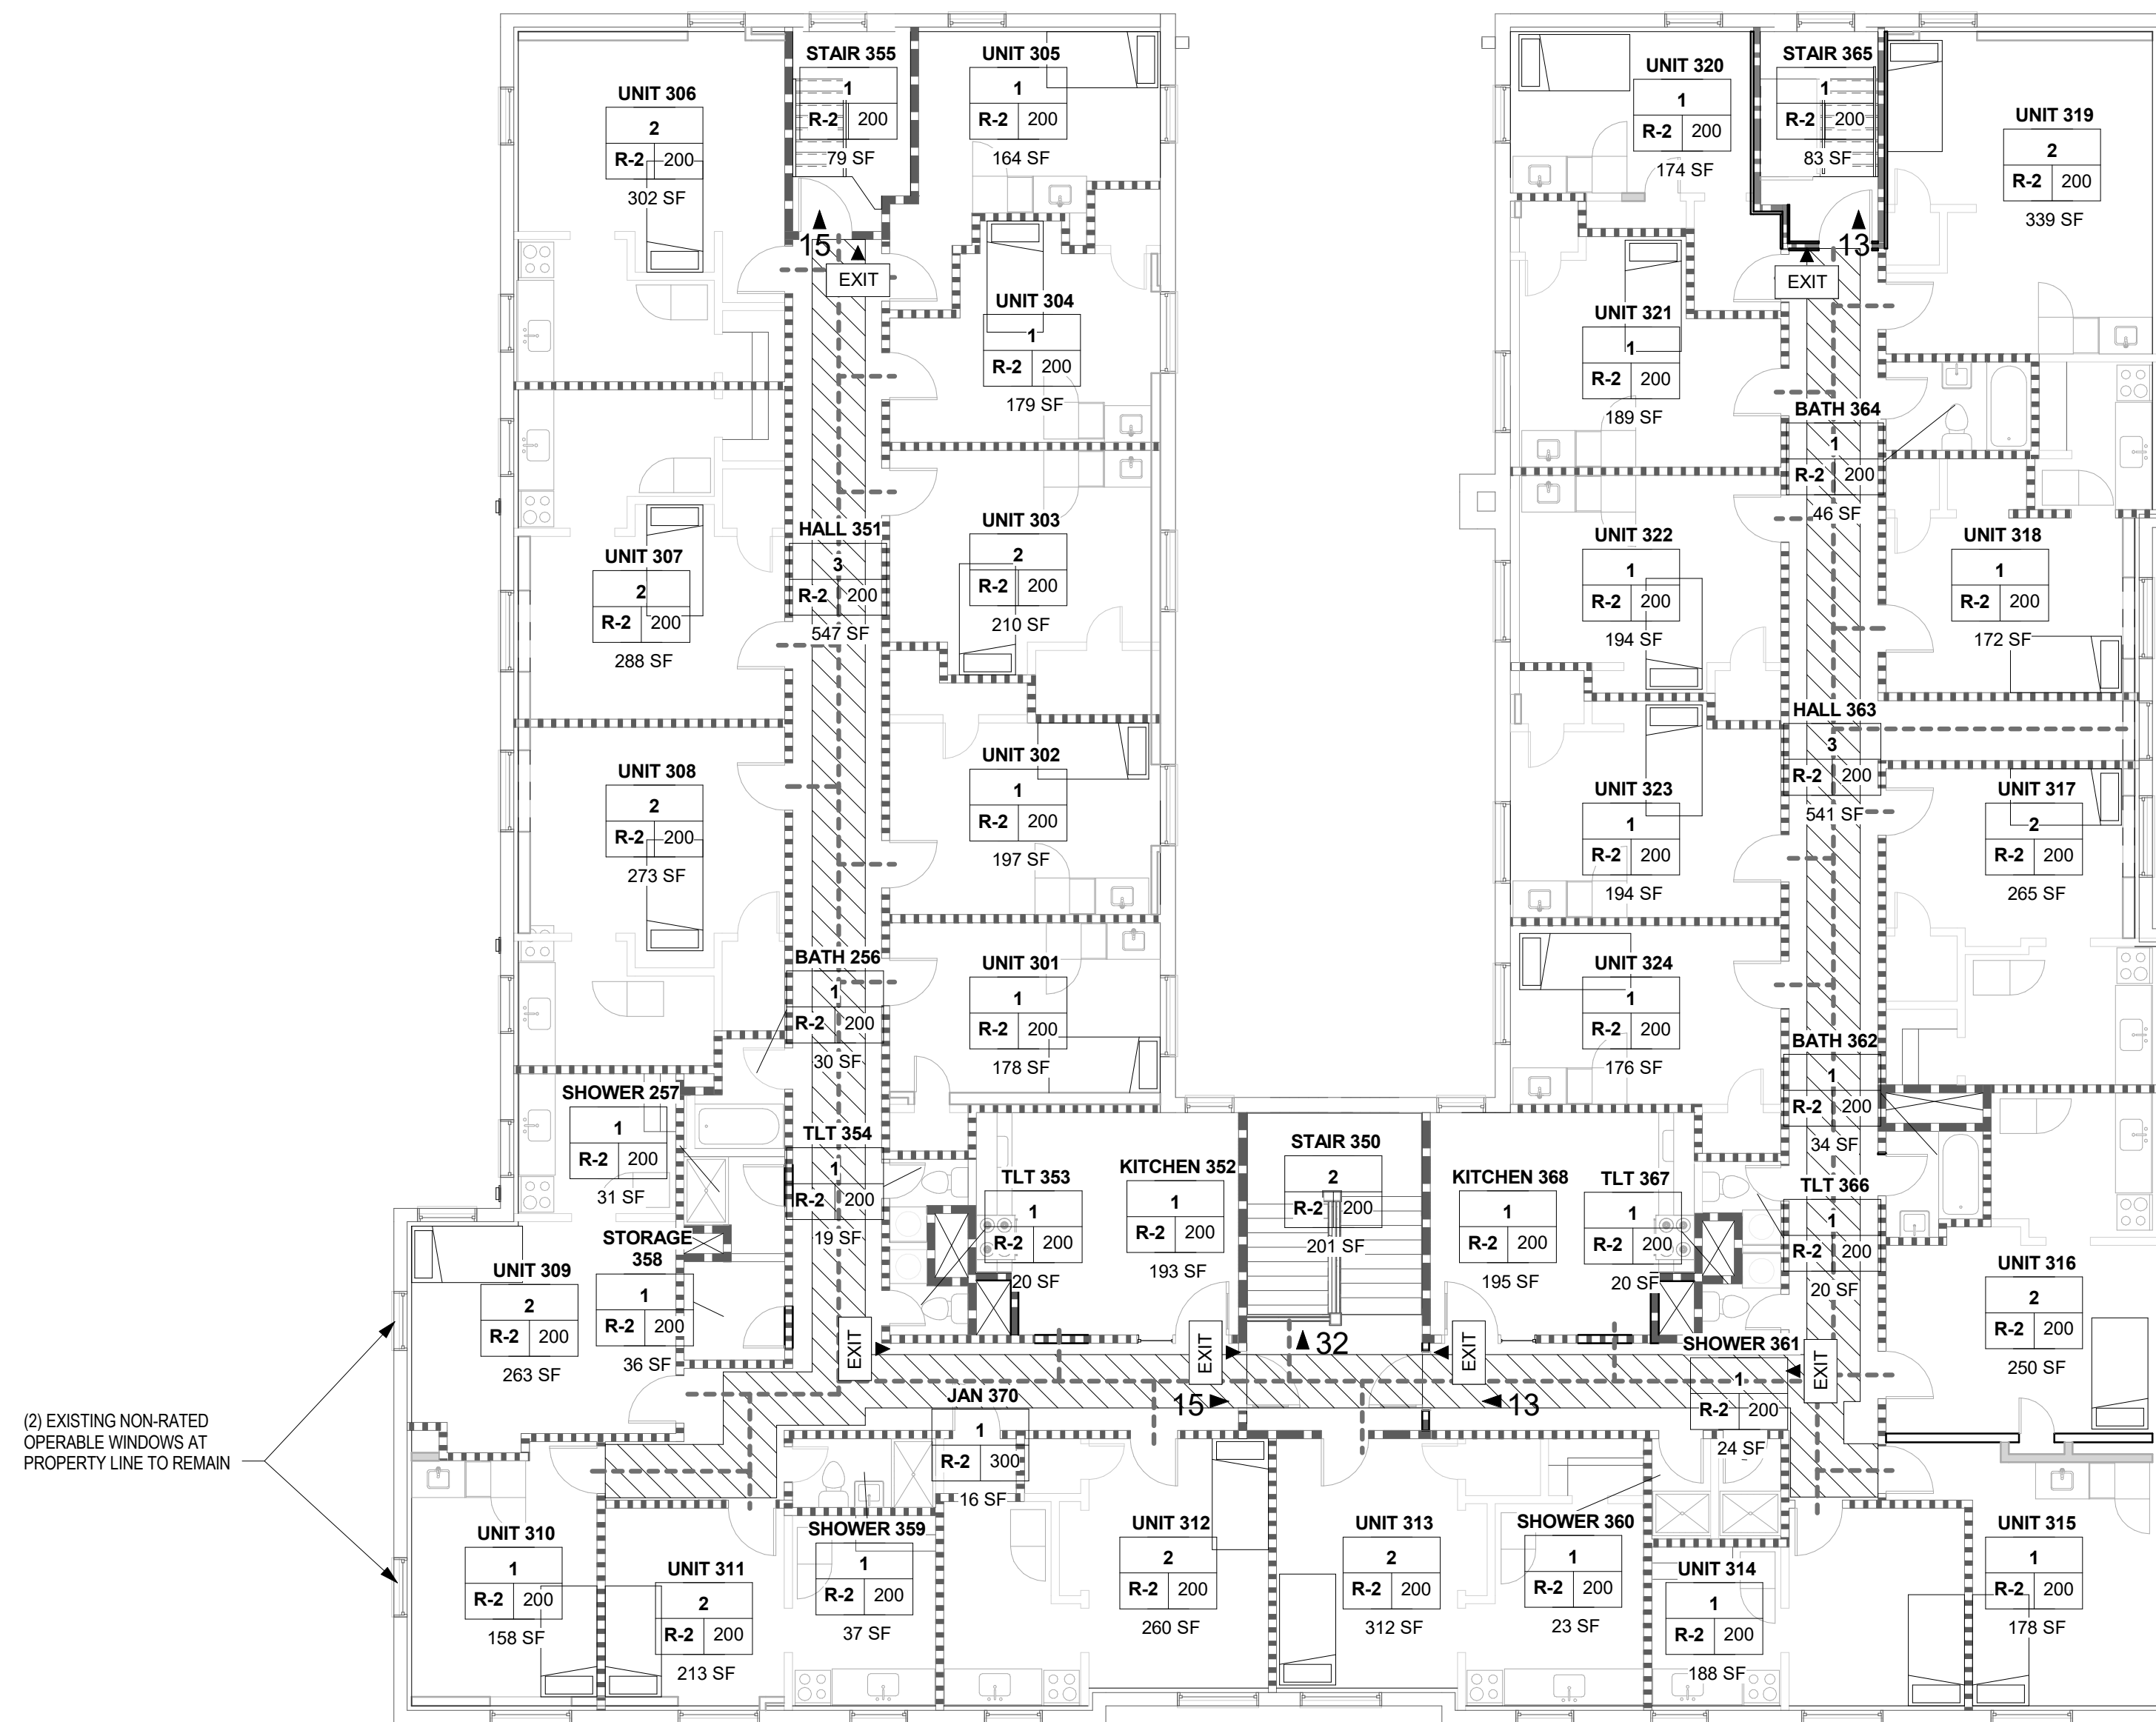 STAIR 355
1
R-2 200
79 SF
UNIT 305
1
R-2 200
164 SF
UNIT 306
2
R-2 200
302 SF
15
EXIT
UNIT 304
1
R-2 200
179 SF
UNIT 303
2
R-2 200
210 SF
HALL 351
3
R-2 200
547 SF
UNIT 307
2
R-2 200
288 SF
UNIT 302
1
R-2 200
197 SF
UNIT 308
2
R-2 200
273 SF
BATH 256
1
R-2 200
30 SF
UNIT 301
1
R-2 200
178 SF
SHOWER 257
1
R-2 200
31 SF
TLT 354
1
R-2 200
19 SF
STORAGE
358
1
R-2 200
36 SF
UNIT 309
2
R-2 200
263 SF
TLT 353
1
R-2 200
20 SF
KITCHEN 352
1
R-2 200
193 SF
STAIR 350
2
R-2 200
201 SF
32
EXIT
EXIT
15
JAN 370
1
R-2 300
16 SF
(2) EXISTING NON-RATED
OPERABLE WINDOWS AT
PROPERTY LINE TO REMAIN
UNIT 310
1
R-2 200
158 SF
UNIT 311
2
R-2 200
213 SF
SHOWER 359
1
R-2 200
37 SF
UNIT 312
2
R-2 200
260 SF
UNIT 313
2
R-2 200
312 SF
SHOWER 360
1
R-2 200
23 SF
UNIT 314
1
R-2 200
188 SF
UNIT 315
1
R-2 200
178 SF
UNIT 320
1
R-2 200
174 SF
STAIR 365
1
R-2 200
83 SF
UNIT 319
2
R-2 200
339 SF
13
EXIT
UNIT 321
1
R-2 200
189 SF
BATH 364
1
R-2 200
46 SF
UNIT 322
1
R-2 200
194 SF
UNIT 318
1
R-2 200
172 SF
HALL 363
3
R-2 200
541 SF
UNIT 323
1
R-2 200
194 SF
UNIT 317
2
R-2 200
265 SF
UNIT 324
1
R-2 200
176 SF
BATH 362
1
R-2 200
34 SF
KITCHEN 368
1
R-2 200
195 SF
TLT 367
1
R-2 200
20 SF
TLT 366
1
R-2 200
20 SF
UNIT 316
2
R-2 200
250 SF
SHOWER 361
1
R-2 200
24 SF
EXIT
EXIT
13